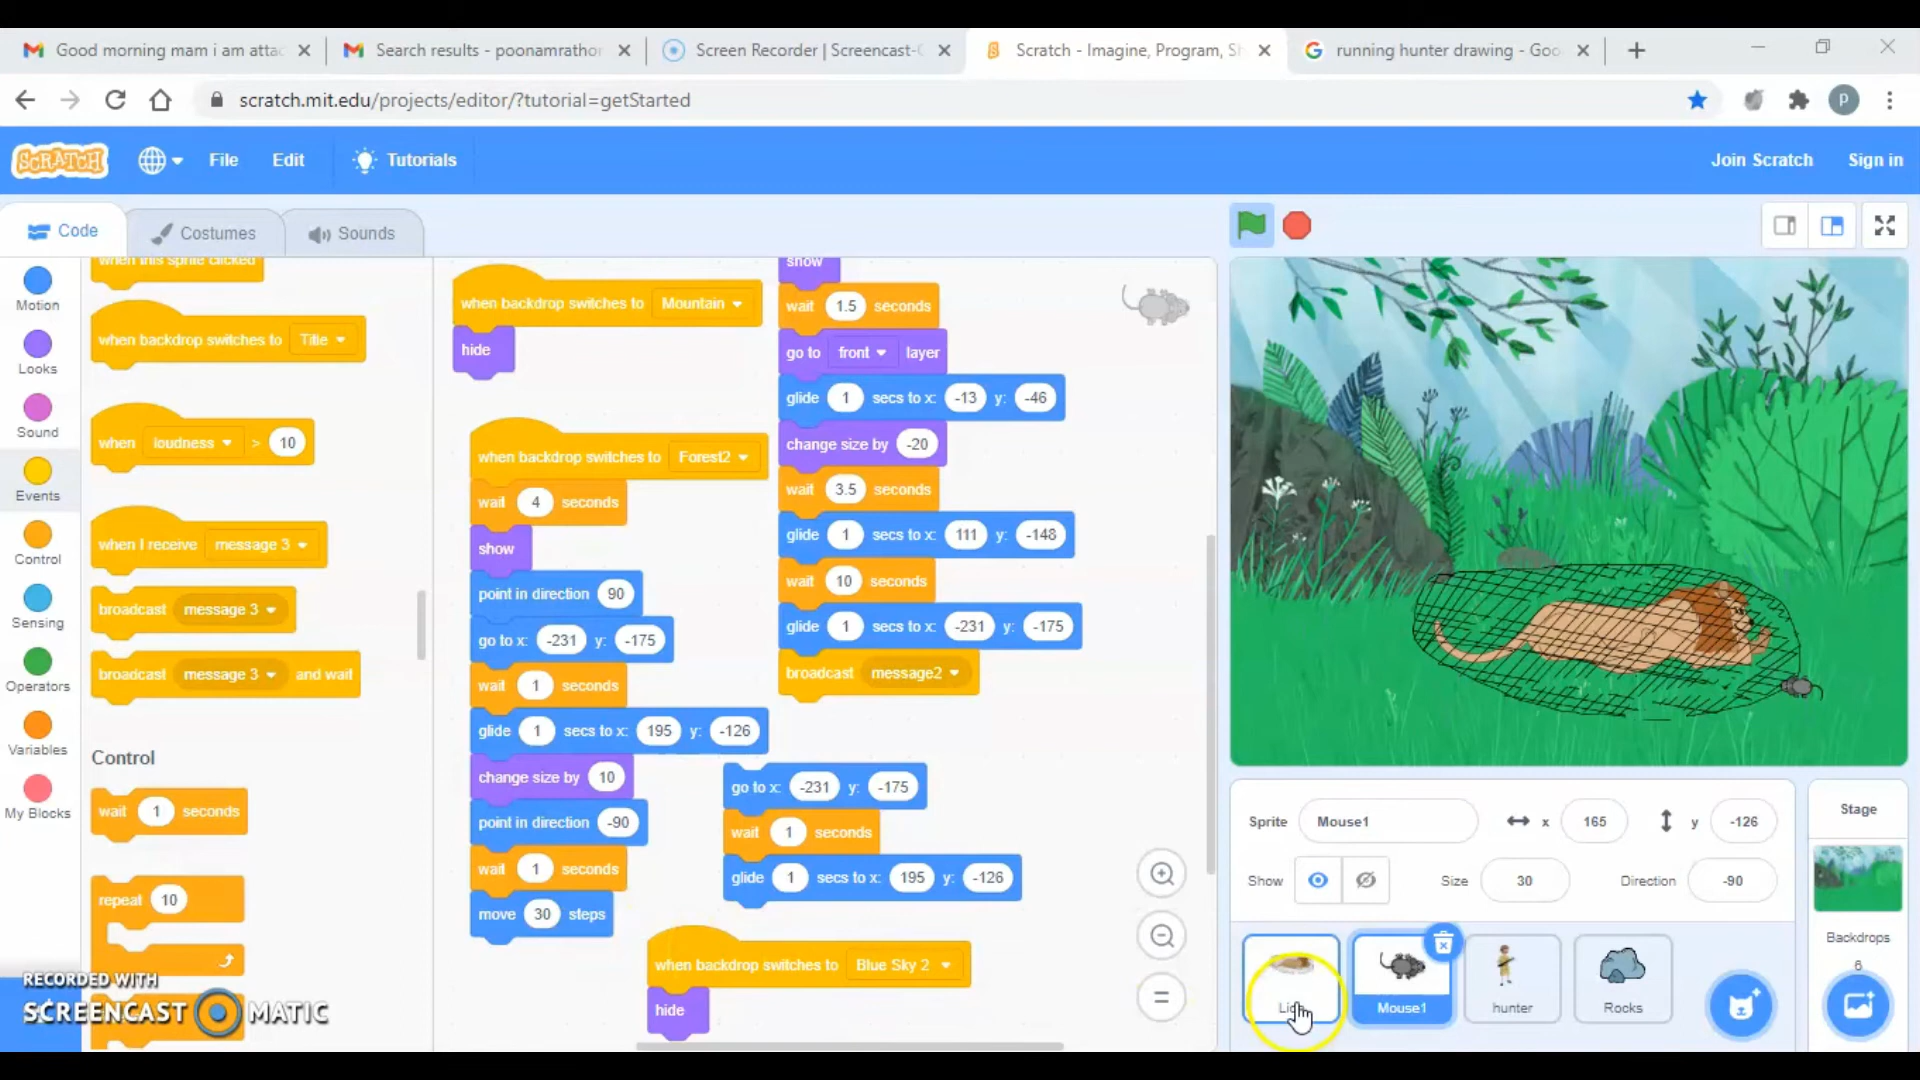 Good morning mam i am atta
Search results - poonamrathor
Screen Recorder | Screencast-
Scratch - Imagine, Program, Sh
running hunter drawing - Goo
scratch.mit.edu/projects/editor/?tutorial=getStarted
P
SCRATCH
File
Edit
Tutorials
Join Scratch
Sign in
Code
Costumes
Sounds
Motion
Looks
Sound
Events
Control
Sensing
Operators
Variables
My Blocks
when this sprite clicked
when backdrop switches to Title
when loudness > 10
when I receive message 3
broadcast message 3
broadcast message 3 and wait
Control
wait 1 seconds
repeat 10
when backdrop switches to Mountain
hide
when backdrop switches to Forest2
wait 4 seconds
show
point in direction 90
go to x: -231 y: -175
wait 1 seconds
glide 1 secs to x: 195 y: -126
change size by 10
point in direction -90
wait 1 seconds
move 30 steps
show
wait 1.5 seconds
go to front layer
glide 1 secs to x: -13 y: -46
change size by -20
wait 3.5 seconds
glide 1 secs to x: 111 y: -148
wait 10 seconds
glide 1 secs to x: -231 y: -175
broadcast message2
go to x: -231 y: -175
wait 1 seconds
glide 1 secs to x: 195 y: -126
when backdrop switches to Blue Sky 2
hide
Sprite Mouse1 x 165 y -126
Show Size 30 Direction -90
Mouse1
hunter
Rooks
Stage
Backdrops
6
RECORDED WITH
SCREENCAST MATIC